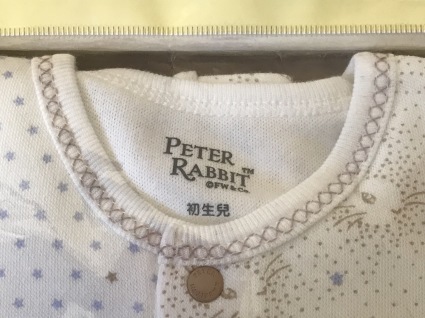 PETER
RABBIT™
©FW & Co.
初生兒